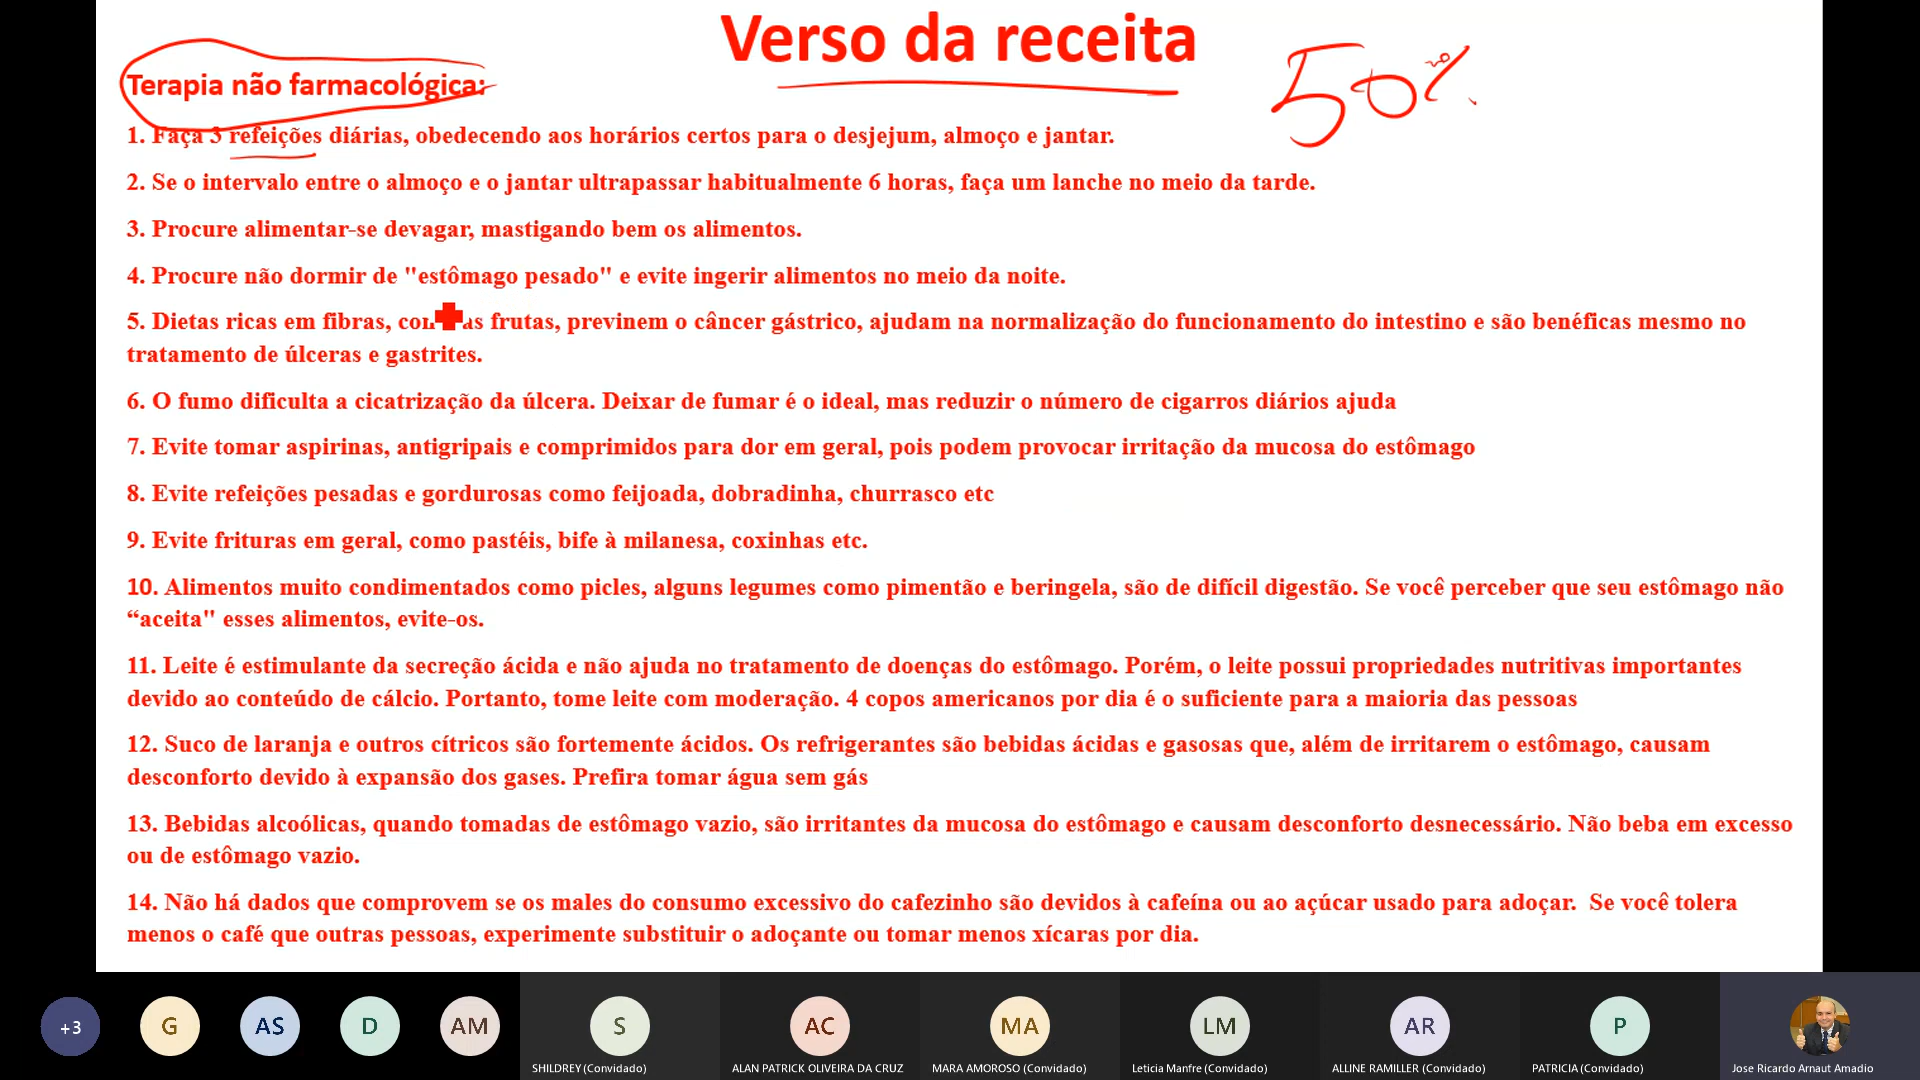 Verso da receita
50%
Terapia não farmacológica:
1. Faça 3 refeições diárias, obedecendo aos horários certos para o desjejum, almoço e jantar.
2. Se o intervalo entre o almoço e o jantar ultrapassar habitualmente 6 horas, faça um lanche no meio da tarde.
3. Procure alimentar-se devagar, mastigando bem os alimentos.
4. Procure não dormir de "estômago pesado" e evite ingerir alimentos no meio da noite.
5. Dietas ricas em fibras, frutas, previnem o câncer gástrico, ajudam na normalização do funcionamento do intestino e são benéficas mesmo no
tratamento de úlceras e gastrites.
6. O fumo dificulta a cicatrização da úlcera. Deixar de fumar é o ideal, mas reduzir o número de cigarros diários ajuda
7. Evite tomar aspirinas, antigripais e comprimidos para dor em geral, pois podem provocar irritação da mucosa do estômago
8. Evite refeições pesadas e gordurosas como feijoada, dobradinha, churrasco etc
9. Evite frituras em geral, como pastéis, bife à milanesa, coxinhas etc.
10. Alimentos muito condimentados como picles, alguns legumes como pimentão e beringela, são de difícil digestão. Se você perceber que seu estômago não
“aceita" esses alimentos, evite-os.
11. Leite é estimulante da secreção ácida e não ajuda no tratamento de doenças do estômago. Porém, o leite possui propriedades nutritivas importantes
devido ao conteúdo de cálcio. Portanto, tome leite com moderação. 4 copos americanos por dia é o suficiente para a maioria das pessoas
12. Suco de laranja e outros cítricos são fortemente ácidos. Os refrigerantes são bebidas ácidas e gasosas que, além de irritarem o estômago, causam
desconforto devido à expansão dos gases. Prefira tomar água sem gás
13. Bebidas alcoólicas, quando tomadas de estômago vazio, são irritantes da mucosa do estômago e causam desconforto desnecessário. Não beba em excesso
ou de estômago vazio.
14. Não há dados que comprovem se os males do consumo excessivo do cafezinho são devidos à cafeína ou ao açúcar usado para adoçar. Se você tolera
menos o café que outras pessoas, experimente substituir o adoçante ou tomar menos xícaras por dia.
+3 G AS D AM S AC MA LM AR P
SHILDREY (Convidado) ALAN PATRICK OLIVEIRA DA CRUZ MARA AMOROSO (Convidado) Leticia Manfre (Convidado) ALLINE RAMILLER (Convidado) PATRICIA (Convidado) Jose Ricardo Arnaut Amadio